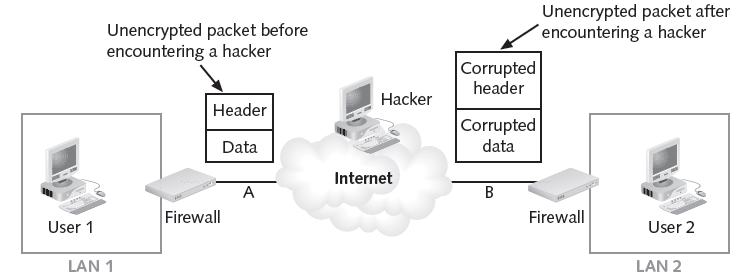 Unencrypted packet before
encountering a hacker
Unencrypted packet after
encountering a hacker
Header
Data
Hacker
Corrupted
header
Corrupted
data
Internet
A
B
User 1
Firewall
Firewall
User 2
LAN 1
LAN 2